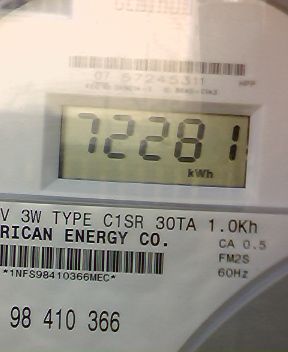 07 67245311
72281
kWh
V 3W TYPE C1SR 30TA 1.0Kh
RICAN ENERGY CO.
CA 0.5
FM2S
60Hz
*1NFS98410366MEC*
98 410 366